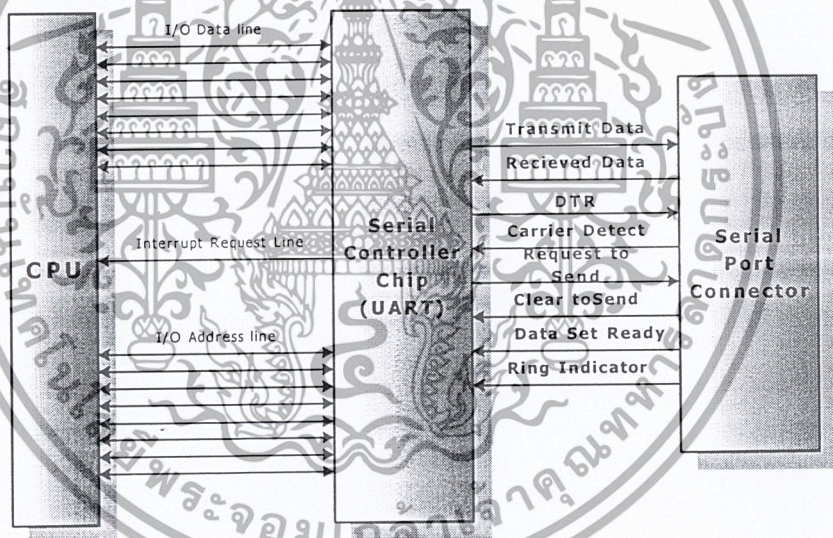 I/O Data line
Transmit Data
Recieved Data
DTR
Carrier Detect
Request to
Send
Clear toSend
Data Set Ready
Ring Indicator
CPU
Interrupt Request Line
Serial
Controller
Chip
(UART)
Serial
Port
Connector
I/O Address line